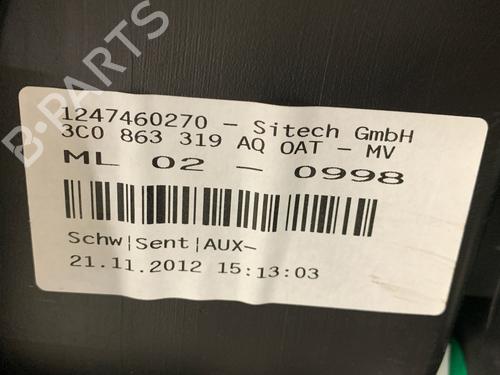 1247460270 - Sitech GmbH
3C0 863 319 AQ OAT - MV
ML 02 - 0998
Schw|Sent|AUX-
21.11.2012 15:13:03
B-PARTS